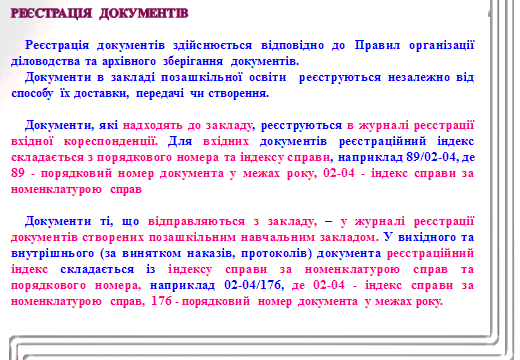 РЕЄСТРАЦІЯ ДОКУМЕНТІВ
Реєстрація документів здійснюється відповідно до Правил організації
діловодства та архівного зберігання документів.
Документи в закладі позашкільної освіти реєструються незалежно від
способу їх доставки, передачі чи створення.
Документи, які надходять до закладу, реєструються в журналі реєстрації
вхідної кореспонденції. Для вхідних документів реєстраційний індекс
складається з порядкового номера та індексу справи, наприклад 89/02-04, де
89 - порядковий номер документа у межах року, 02-04 - індекс справи за
номенклатурою справ
Документи ті, що відправляються з закладу, – у журналі реєстрації
документів створених позашкільним навчальним закладом. У вихідного та
внутрішнього (за винятком наказів, протоколів) документа реєстраційний
індекс складається із індексу справи за номенклатурою справ та
порядкового номера, наприклад 02-04/176, де 02-04 - індекс справи за
номенклатурою справ, 176 - порядковий номер документа у межах року.